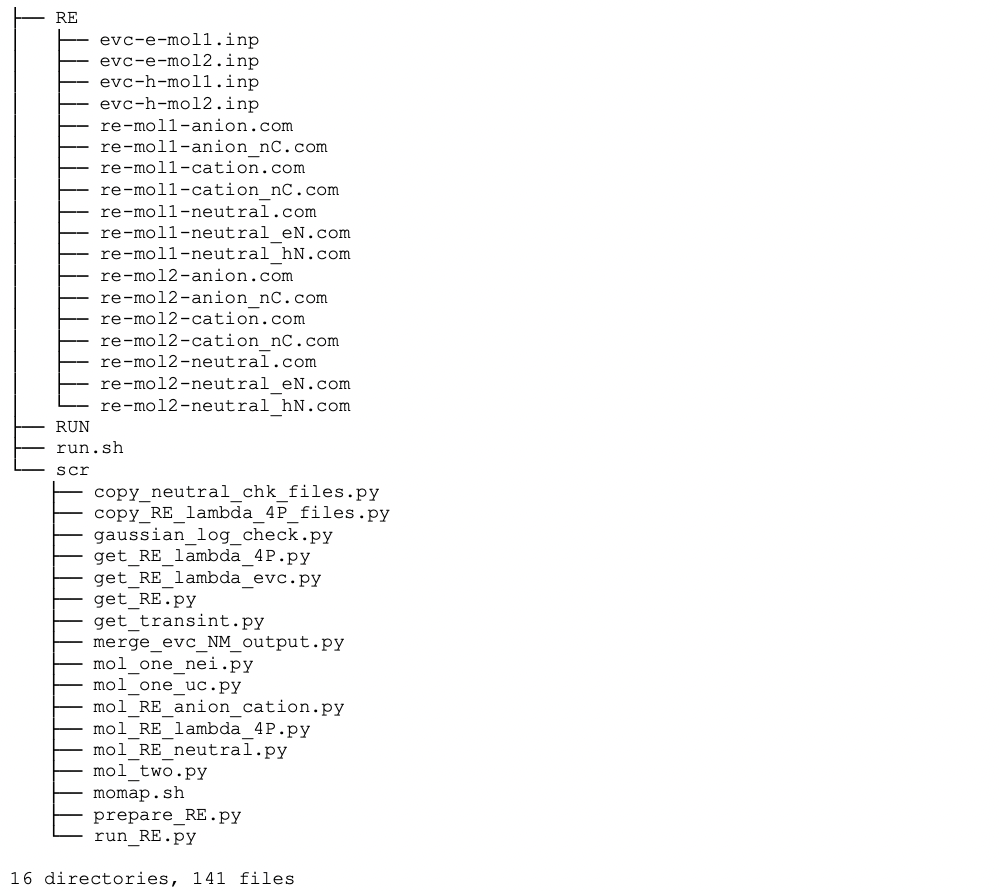 ├── RE
│   ├── evc-e-mol1.inp
│   ├── evc-e-mol2.inp
│   ├── evc-h-mol1.inp
│   ├── evc-h-mol2.inp
│   ├── re-mol1-anion.com
│   ├── re-mol1-anion_nC.com
│   ├── re-mol1-cation.com
│   ├── re-mol1-cation_nC.com
│   ├── re-mol1-neutral.com
│   ├── re-mol1-neutral_eN.com
│   ├── re-mol1-neutral_hN.com
│   ├── re-mol2-anion.com
│   ├── re-mol2-anion_nC.com
│   ├── re-mol2-cation.com
│   ├── re-mol2-cation_nC.com
│   ├── re-mol2-neutral.com
│   ├── re-mol2-neutral_eN.com
│   └── re-mol2-neutral_hN.com
├── RUN
├── run.sh
└── scr
    ├── copy_neutral_chk_files.py
    ├── copy_RE_lambda_4P_files.py
    ├── gaussian_log_check.py
    ├── get_RE_lambda_4P.py
    ├── get_RE_lambda_evc.py
    ├── get_RE.py
    ├── get_transint.py
    ├── merge_evc_NM_output.py
    ├── mol_one_nei.py
    ├── mol_one_uc.py
    ├── mol_RE_anion_cation.py
    ├── mol_RE_lambda_4P.py
    ├── mol_RE_neutral.py
    ├── mol_two.py
    ├── momap.sh
    ├── prepare_RE.py
    └── run_RE.py
16 directories, 141 files